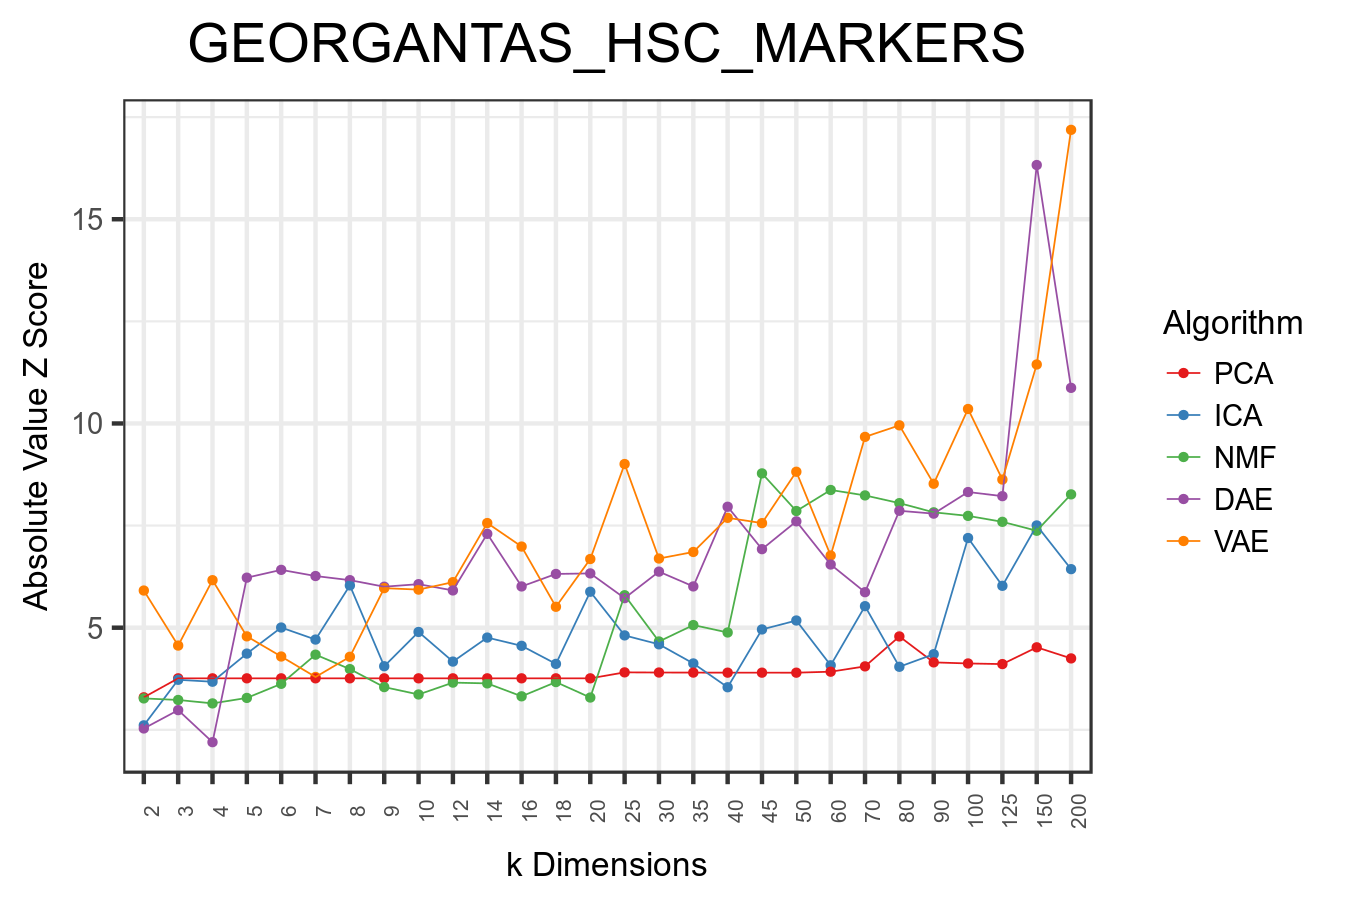 GEORGANTAS_HSC_MARKERS
Absolute Value Z Score
15
10
5
2 3 4 5 6 7 8 9 10 12 14 16 18 20 25 30 35 40 45 50 60 70 80 90 100 125 150 200
k Dimensions
Algorithm
PCA
ICA
NMF
DAE
VAE